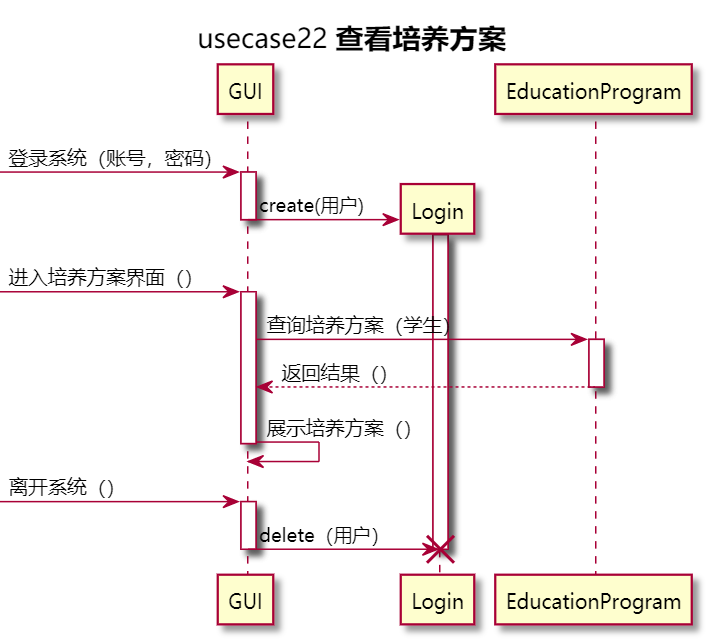 usecase22 查看培养方案
GUI
EducationProgram
登录系统（账号，密码）
create(用户)
Login
进入培养方案界面（）
查询培养方案（学生）
返回结果（）
展示培养方案（）
离开系统（）
delete（用户）
GUI
Login
EducationProgram